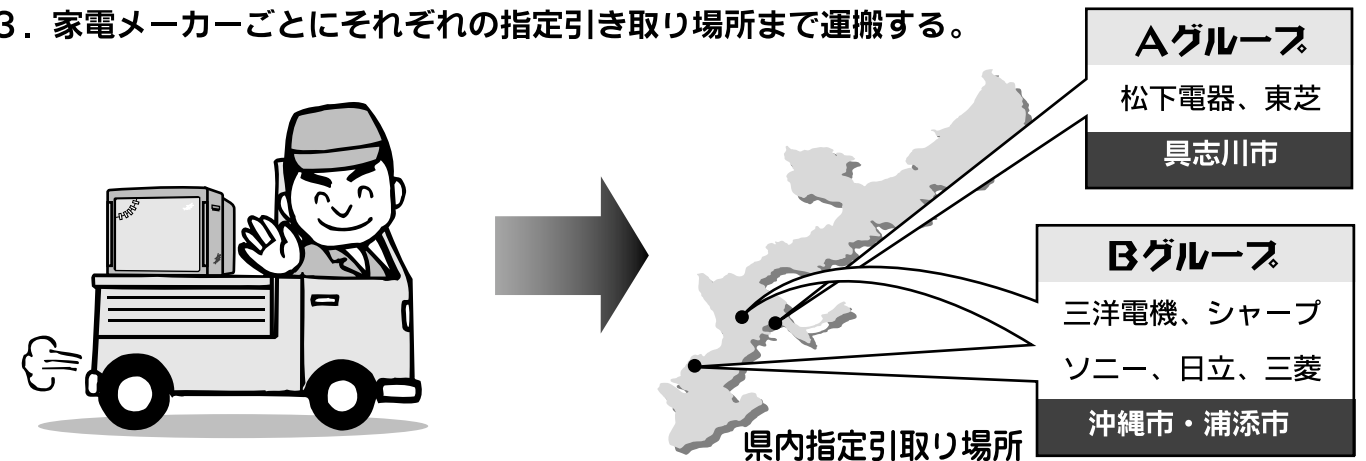 3．家電メーカーごとにそれぞれの指定引き取り場所まで運搬する。
Aグループ
松下電器、東芝
具志川市
Bグループ
三洋電機、シャープ
ソニー、日立、三菱
沖縄市・浦添市
県内指定引取り場所